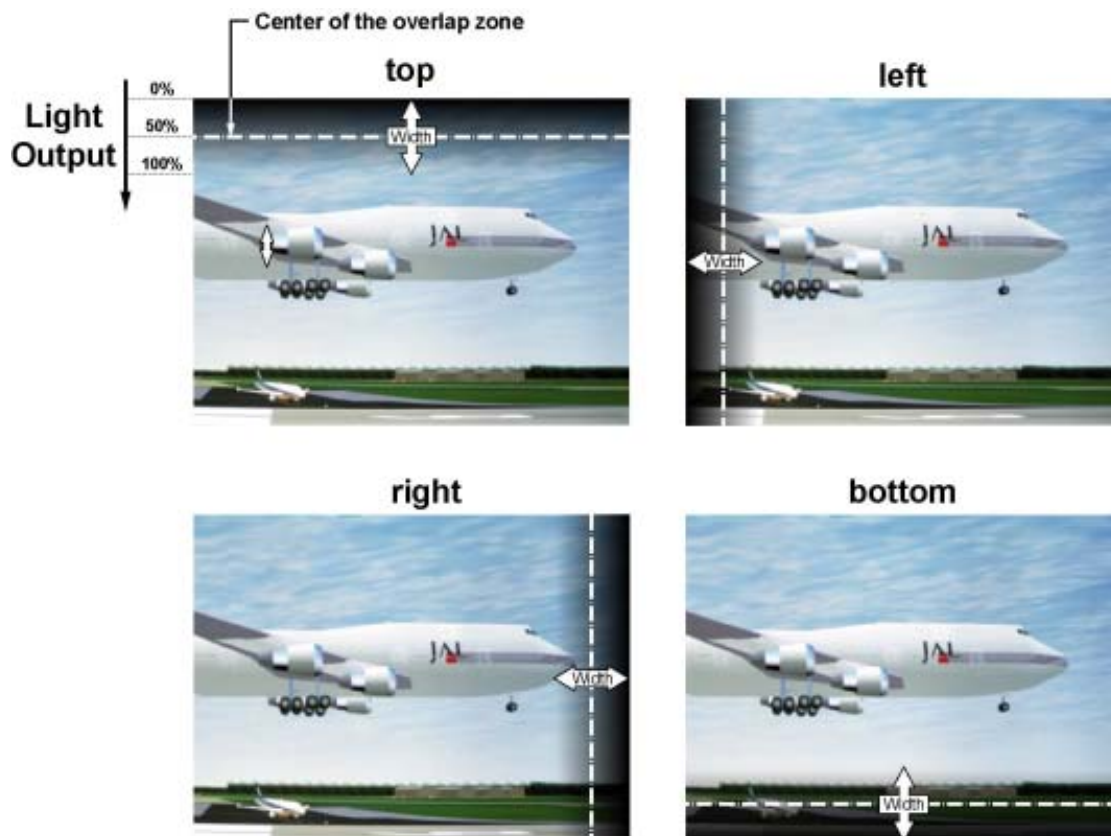 Center of the overlap zone
top
left
0%
Light
Output
50%
100%
Width
JAL
Width
JAL
right
bottom
JAL
Width
JAL
Width